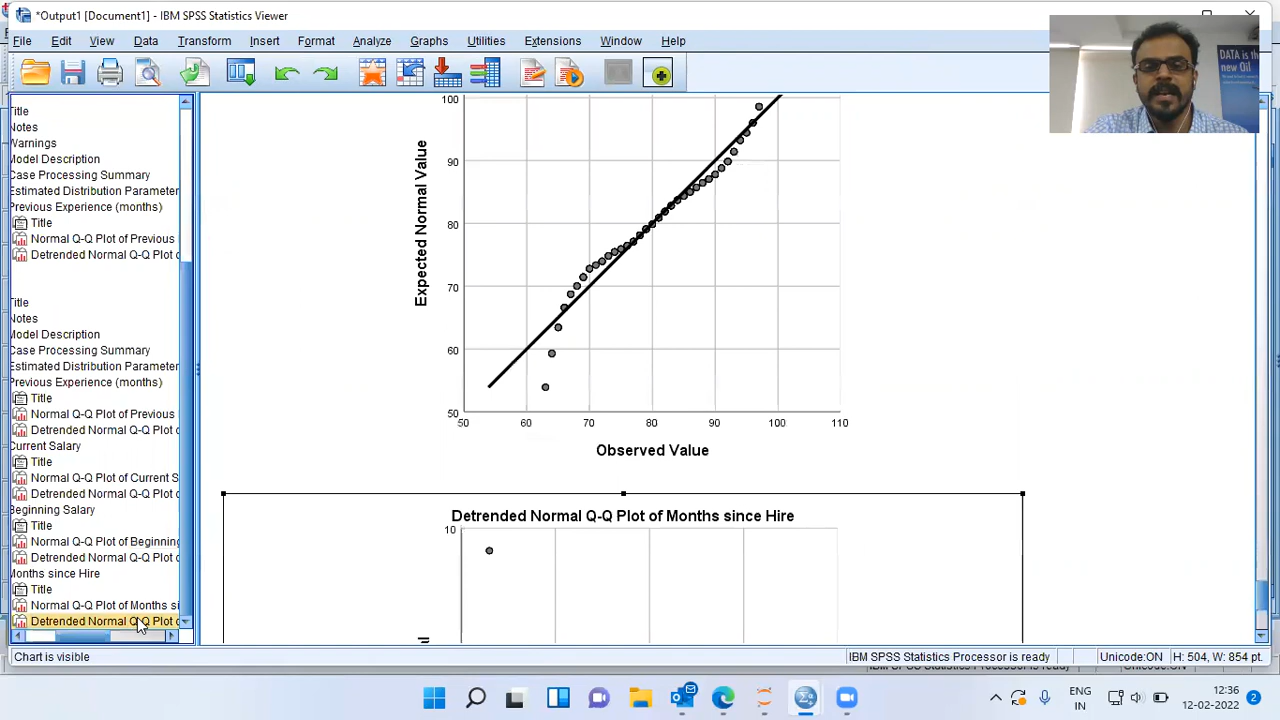 *Output1 [Document1] - IBM SPSS Statistics Viewer
File Edit View Data Transform Insert Format Analyze Graphs Utilities Extensions Window Help
DATA is the
new Oil
Title
Notes
Warnings
Model Description
Case Processing Summary
Estimated Distribution Parameter
Previous Experience (months)
Title
Normal Q-Q Plot of Previous
Detrended Normal Q-Q Plot o
Title
Notes
Model Description
Case Processing Summary
Estimated Distribution Parameter
Previous Experience (months)
Title
Normal Q-Q Plot of Previous
Detrended Normal Q-Q Plot o
Current Salary
Title
Normal Q-Q Plot of Current S
Detrended Normal Q-Q Plot o
Beginning Salary
Title
Normal Q-Q Plot of Beginning
Detrended Normal Q-Q Plot o
Months since Hire
Title
Normal Q-Q Plot of Months si
Detrended Normal Q-Q Plot o
Expected Normal Value
100
90
80
70
60
50
50 60 70 80 90 100 110
Observed Value
Detrended Normal Q-Q Plot of Months since Hire
10
al
Chart is visible
IBM SPSS Statistics Processor is ready
Unicode:ON
H: 504, W: 854 pt.
ENG
IN
12:36
12-02-2022
2